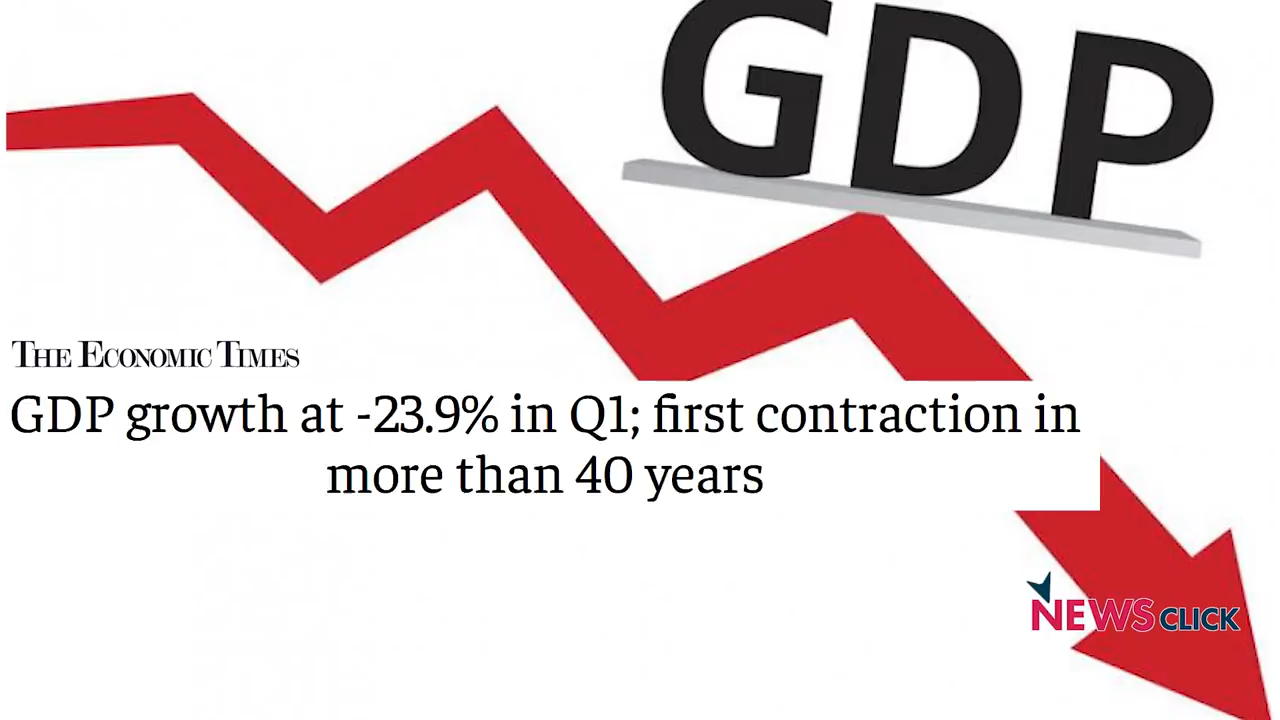 GDP
THE ECONOMIC TIMES
GDP growth at -23.9% in Q1; first contraction in
more than 40 years
NEWSCLICK